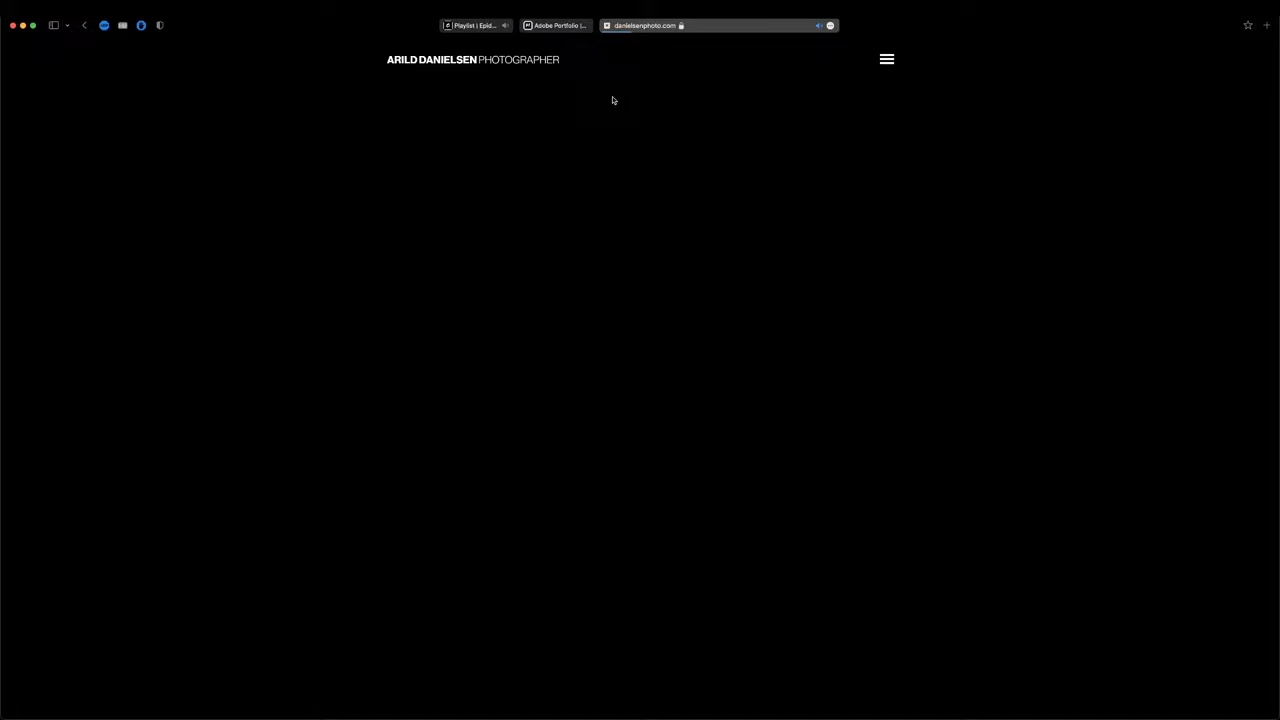 Playlist | Epid...
Adobe Portfolio |...
danielsenphoto.com
ARILD DANIELSEN PHOTOGRAPHER